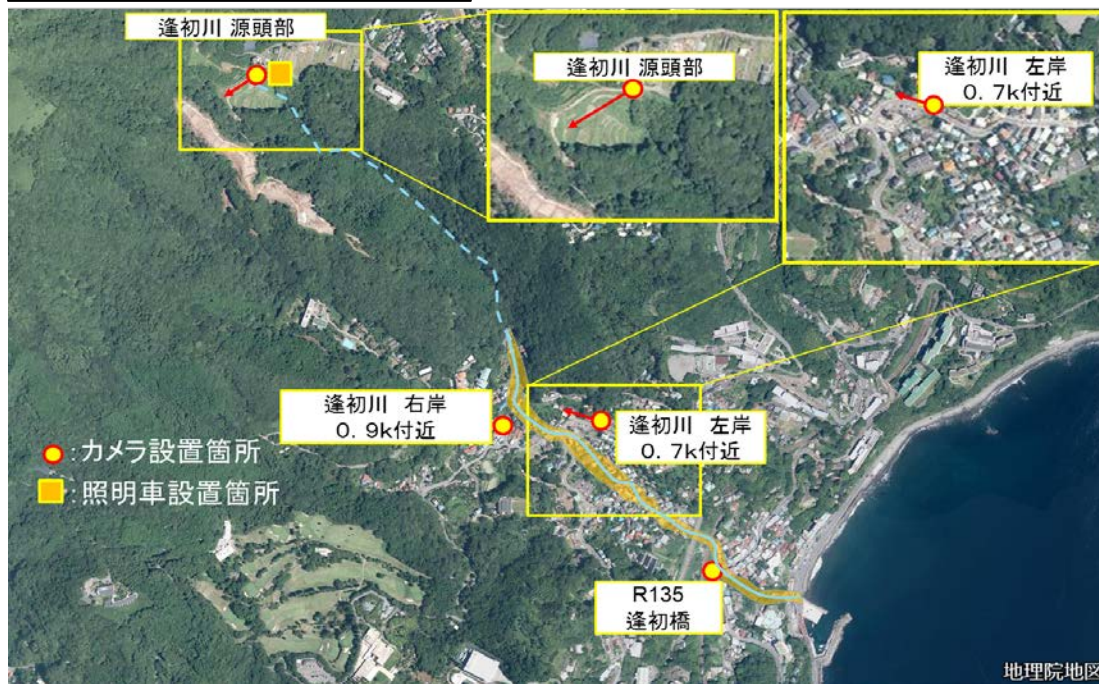 逢初川 源頭部
逢初川 源頭部
逢初川 左岸
0.7k付近
逢初川 右岸
0.9k付近
逢初川 左岸
0.7k付近
：カメラ設置箇所
：照明車設置箇所
R135
逢初橋
地理院地図